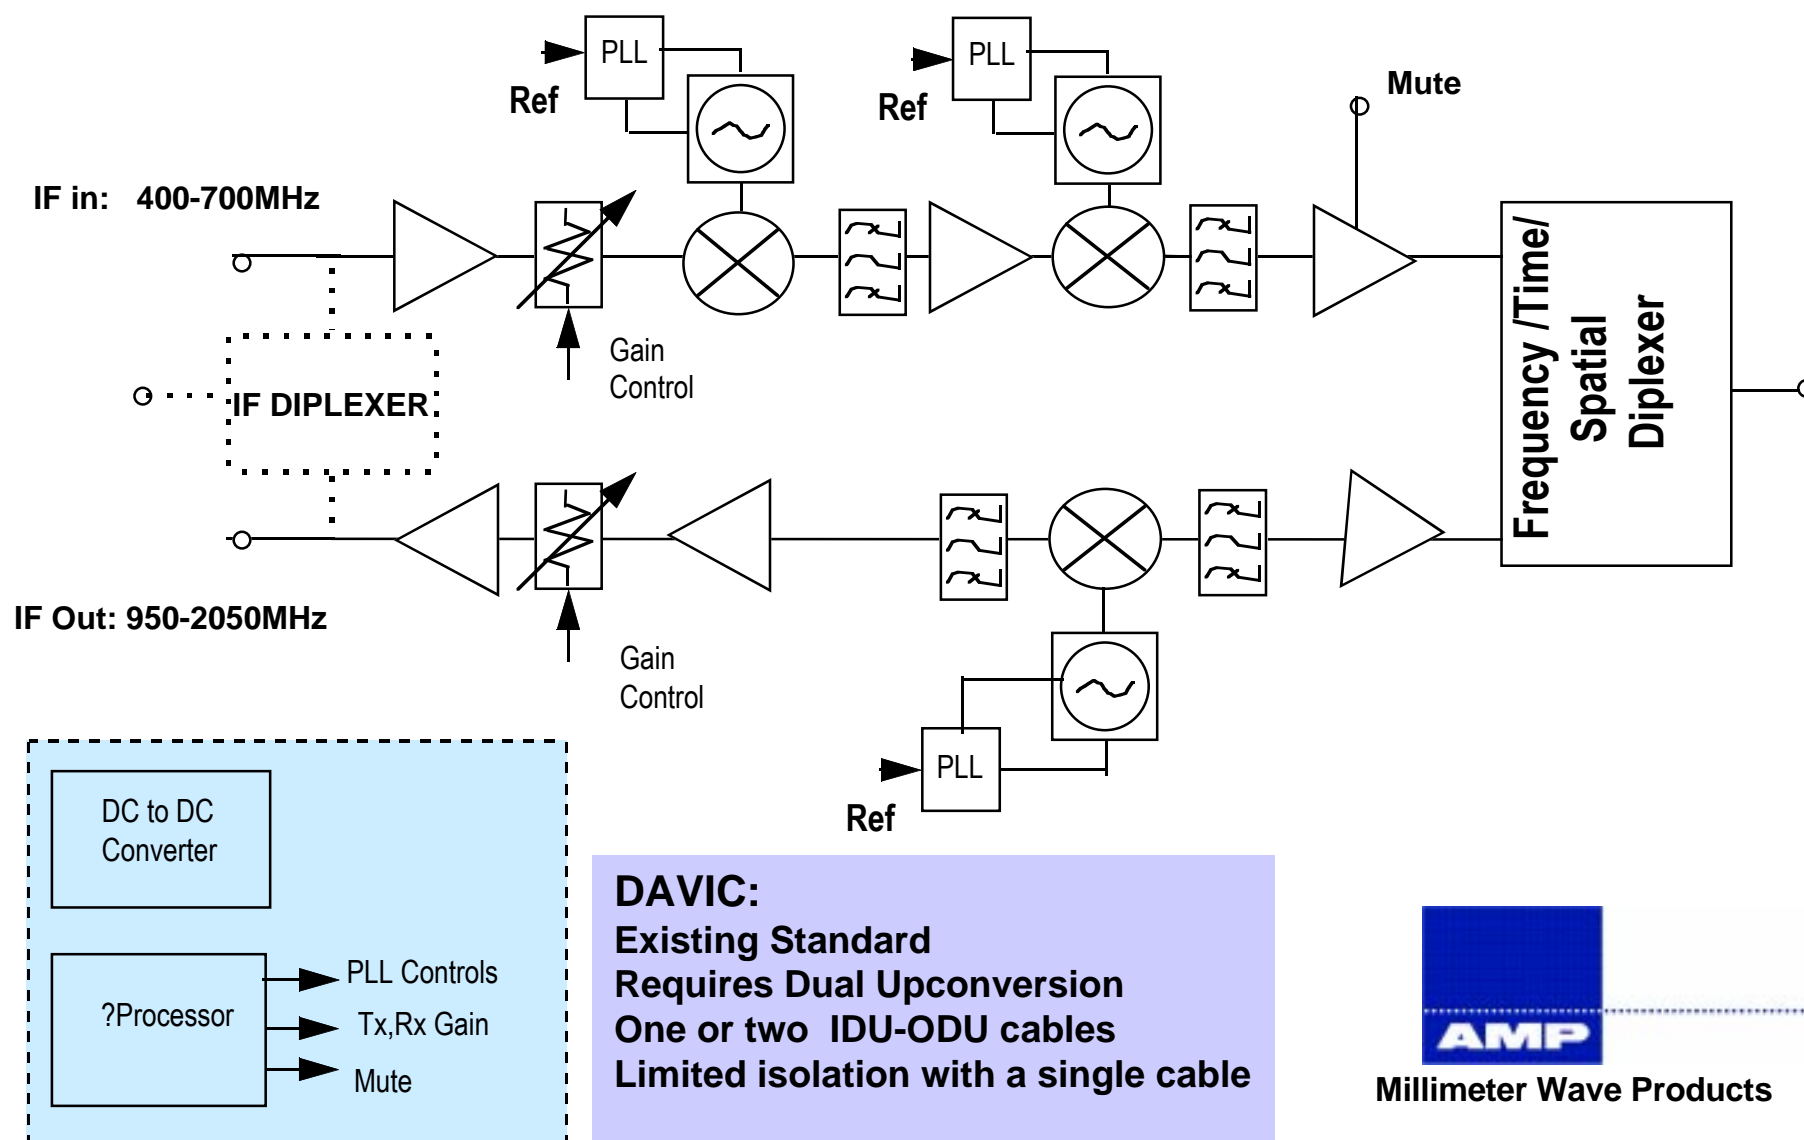 PLL
PLL
Ref
Ref
Mute
IF in: 400-700MHz
Gain
Control
IF DIPLEXER
Frequency /Time/
Spatial
Diplexer
IF Out: 950-2050MHz
Gain
Control
PLL
Ref
DC to DC
Converter
?Processor
PLL Controls
Tx,Rx Gain
Mute
DAVIC:
Existing Standard
Requires Dual Upconversion
One or two IDU-ODU cables
Limited isolation with a single cable
AMP
Millimeter Wave Products